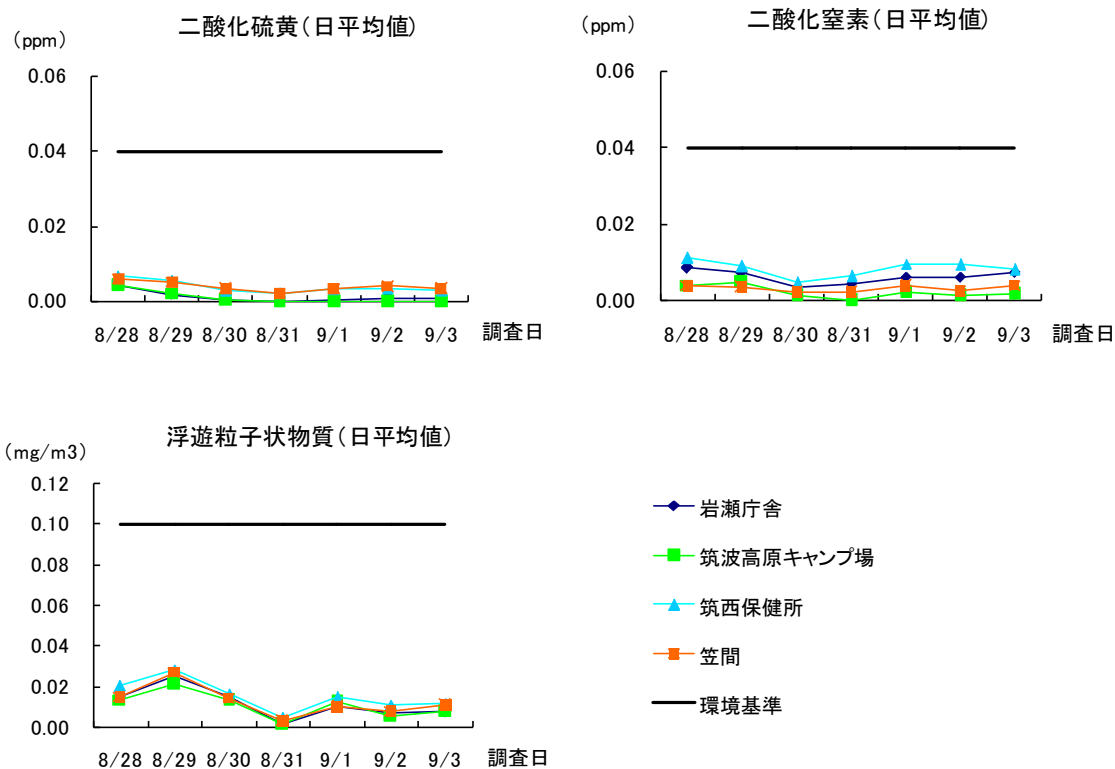 二酸化硫黄(日平均値)
(ppm)
0.06
0.04
0.02
0.00
8/28 8/29 8/30 8/31 9/1 9/2 9/3 調査日
二酸化窒素(日平均値)
(ppm)
0.06
0.04
0.02
0.00
8/28 8/29 8/30 8/31 9/1 9/2 9/3 調査日
浮遊粒子状物質(日平均値)
(mg/m3)
0.12
0.10
0.08
0.06
0.04
0.02
0.00
8/28 8/29 8/30 8/31 9/1 9/2 9/3 調査日
岩瀬庁舎
筑波高原キャンプ場
筑西保健所
笠間
環境基準